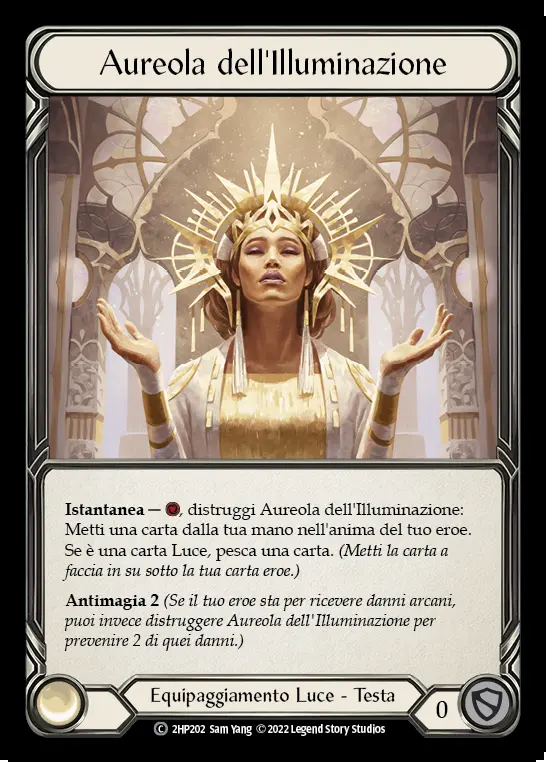 Aureola dell'Illuminazione
Istantanea — , distruggi Aureola dell'Illuminazione:
Metti una carta dalla tua mano nell'anima del tuo eroe.
Se è una carta Luce, pesca una carta. (Metti la carta a
faccia in su sotto la tua carta eroe.)
Antimagia 2 (Se il tuo eroe sta per ricevere danni arcani,
puoi invece distruggere Aureola dell'Illuminazione per
prevenire 2 di quei danni.)
Equipaggiamento Luce - Testa
0
C 2HP202 Sam Yang © 2022 Legend Story Studios